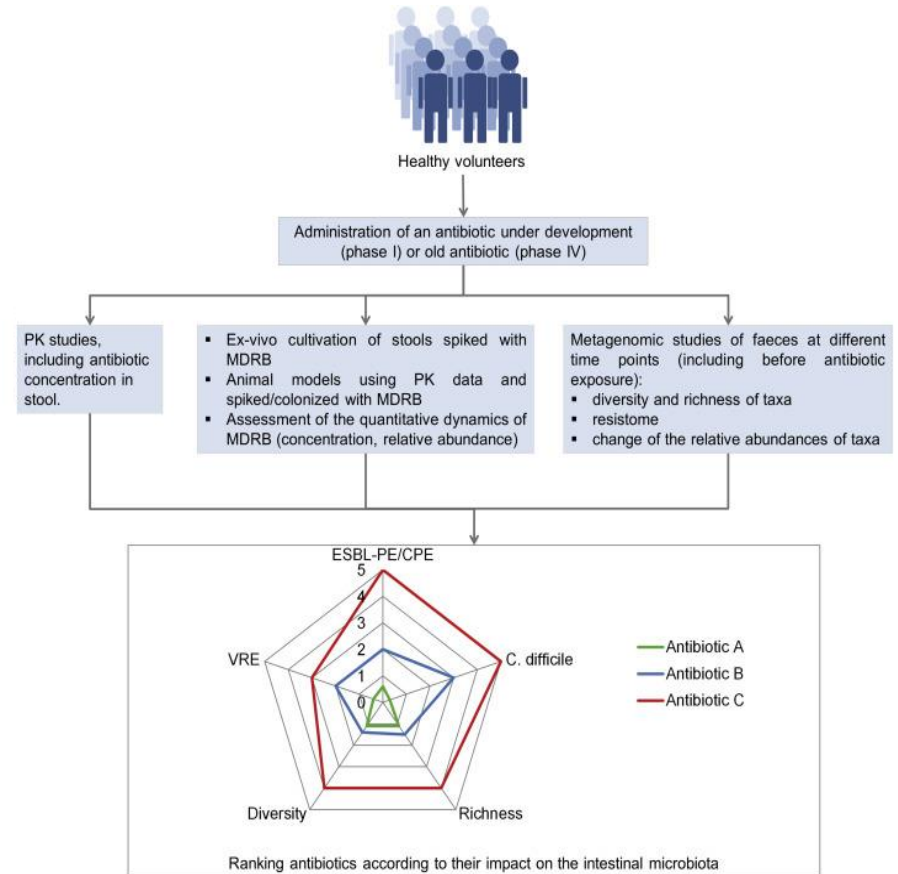 Healthy volunteers
Administration of an antibiotic under development
(phase I) or old antibiotic (phase IV)
PK studies,
including antibiotic
concentration in
stool.
▪ Ex-vivo cultivation of stools spiked with
MDRB
▪ Animal models using PK data and
spiked/colonized with MDRB
▪ Assessment of the quantitative dynamics of
MDRB (concentration, relative abundance)
Metagenomic studies of faeces at different
time points (including before antibiotic
exposure):
▪ diversity and richness of taxa
▪ resistome
▪ change of the relative abundances of taxa
ESBL-PE/CPE
5
4
3
2
1
0
VRE
C. difficile
Diversity
Richness
Antibiotic A
Antibiotic B
Antibiotic C
Ranking antibiotics according to their impact on the intestinal microbiota